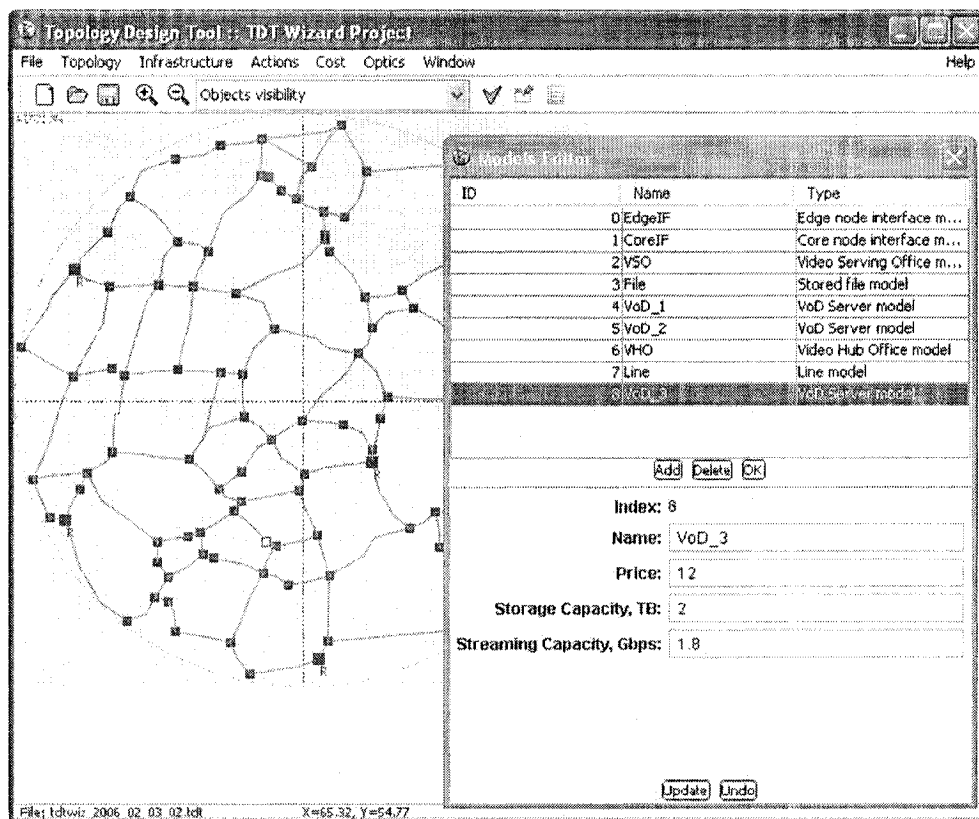 Topology Design Tool :: TDT Wizard Project
File Topology Infrastructure Actions Cost Optics Window Help
Objects visibility
Models Editor
ID Name Type
0 EdgeIF Edge node interface m...
1 CoreIF Core node interface m...
2 VSO Video Serving Office m...
3 File Stored file model
4 VoD_1 VoD Server model
5 VoD_2 VoD Server model
6 VHO Video Hub Office model
7 Line Line model
8 VoD_3 VoD Server model
Add Delete OK
Index: 8
Name: VoD_3
Price: 12
Storage Capacity, TB: 2
Streaming Capacity, Gbps: 1.8
Update Undo
R
R
R
R
File: tdtwiz_2006_02_03_02.tdt X=65.32, Y=54.77